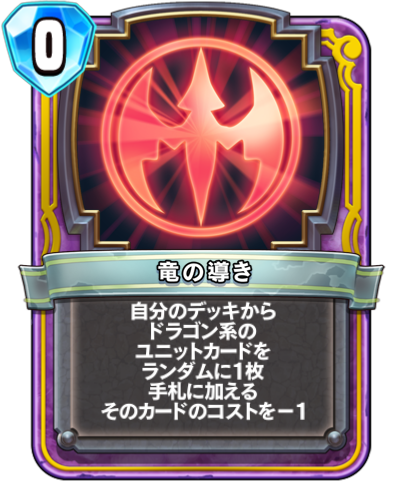 0
竜の導き
自分のデッキから
ドラゴン系の
ユニットカードを
ランダムに1枚
手札に加える
そのカードのコストを－1